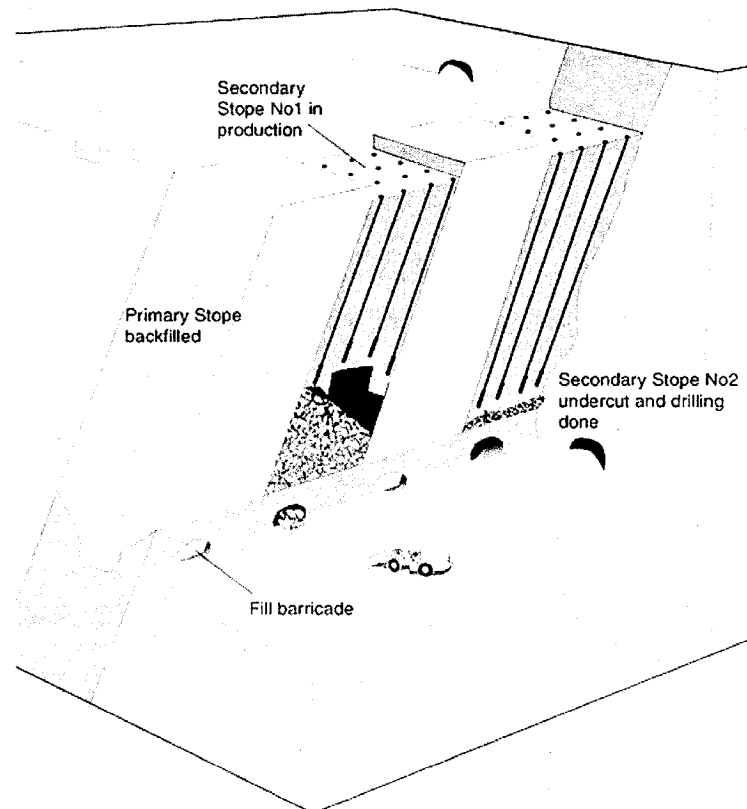 Secondary
Stope No1 in
production
Primary Stope
backfilled
Secondary Stope No2
undercut and drilling
done
Fill barricade